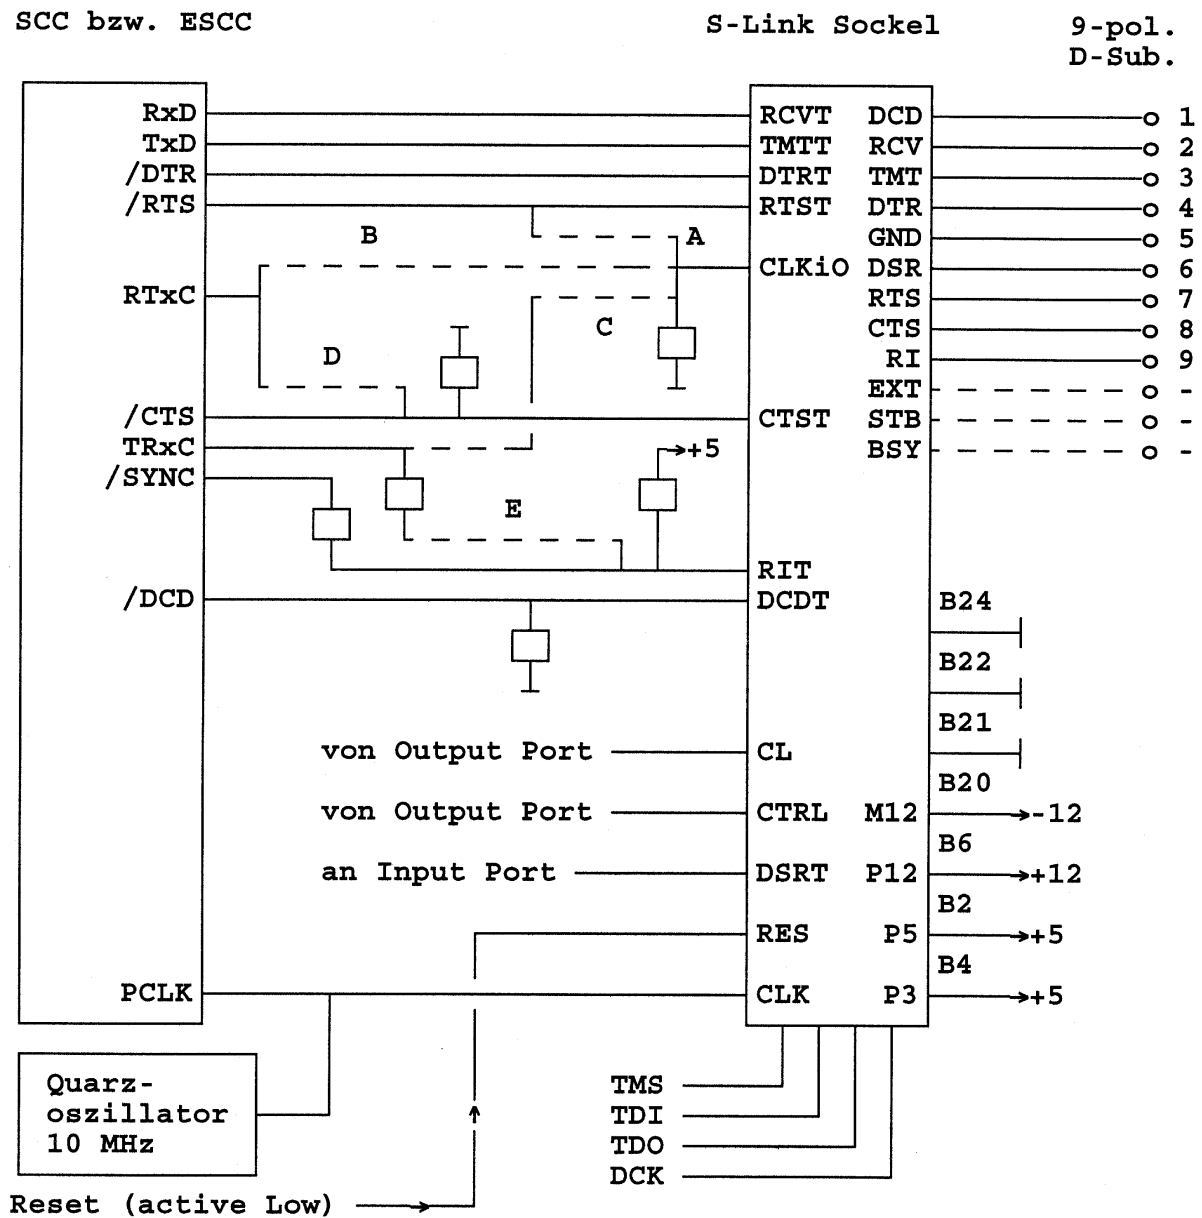 SCC bzw. ESCC
S-Link Sockel
9-pol.
D-Sub.
RxD
RCVT DCD 1
TxD
TMTT RCV 2
/DTR
DTRT TMT 3
/RTS
RTST DTR 4
B
A
GND 5
CLKiO DSR 6
RTxC
RTS 7
C
CTS 8
D
RI 9
EXT -
/CTS
CTST STB -
TRxC
+5
BSY -
/SYNC
E
RIT
/DCD
DCDT
B24
B22
B21
von Output Port
CL
B20
von Output Port
CTRL M12 -12
B6
an Input Port
DSRT P12 +12
B2
RES P5 +5
B4
PCLK
CLK P3 +5
Quarz-
oszillator
10 MHz
TMS
TDI
TDO
DCK
Reset (active Low)